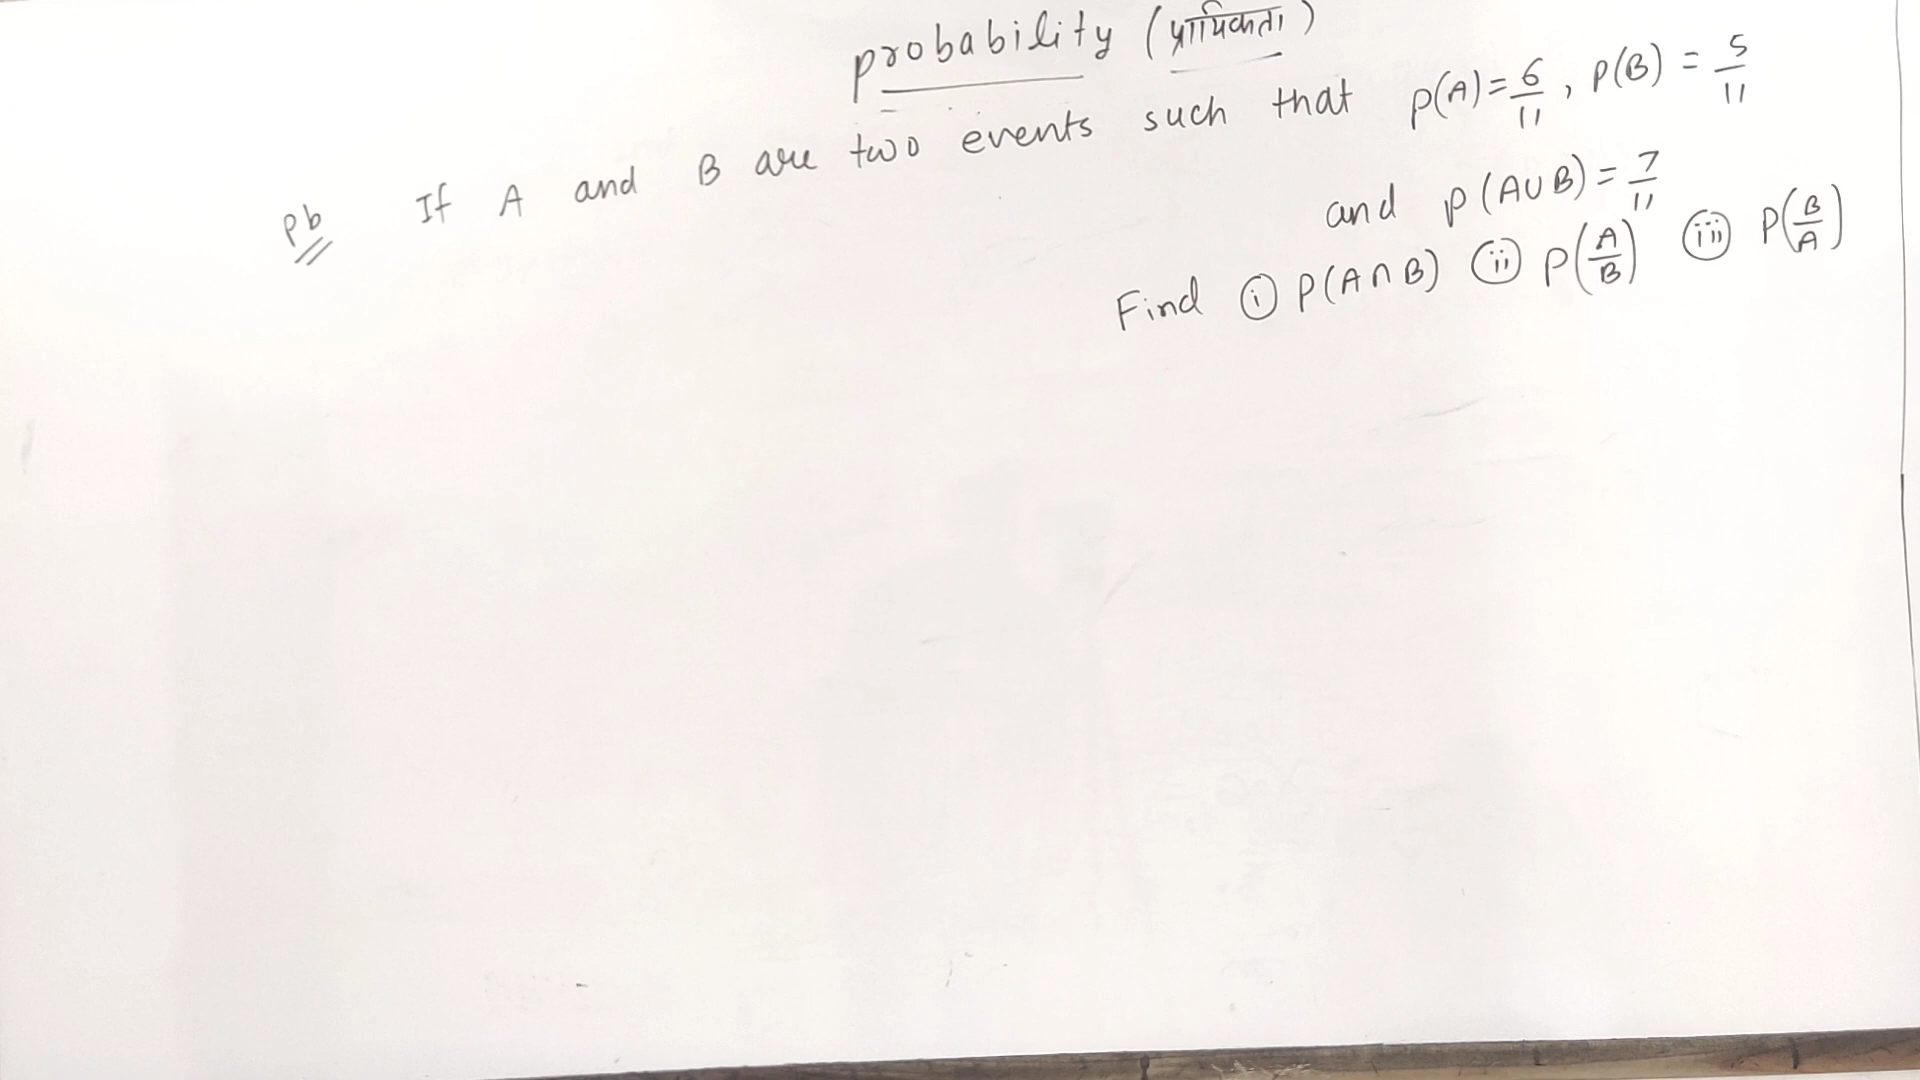 probability (प्रायिकता)
Pb If A and B are two events such that P(A)=6/11, P(B) = 5/11
and P(A∪B)=7/11
Find (i) P(A∩B) (ii) P(A/B) (iii) P(B/A)